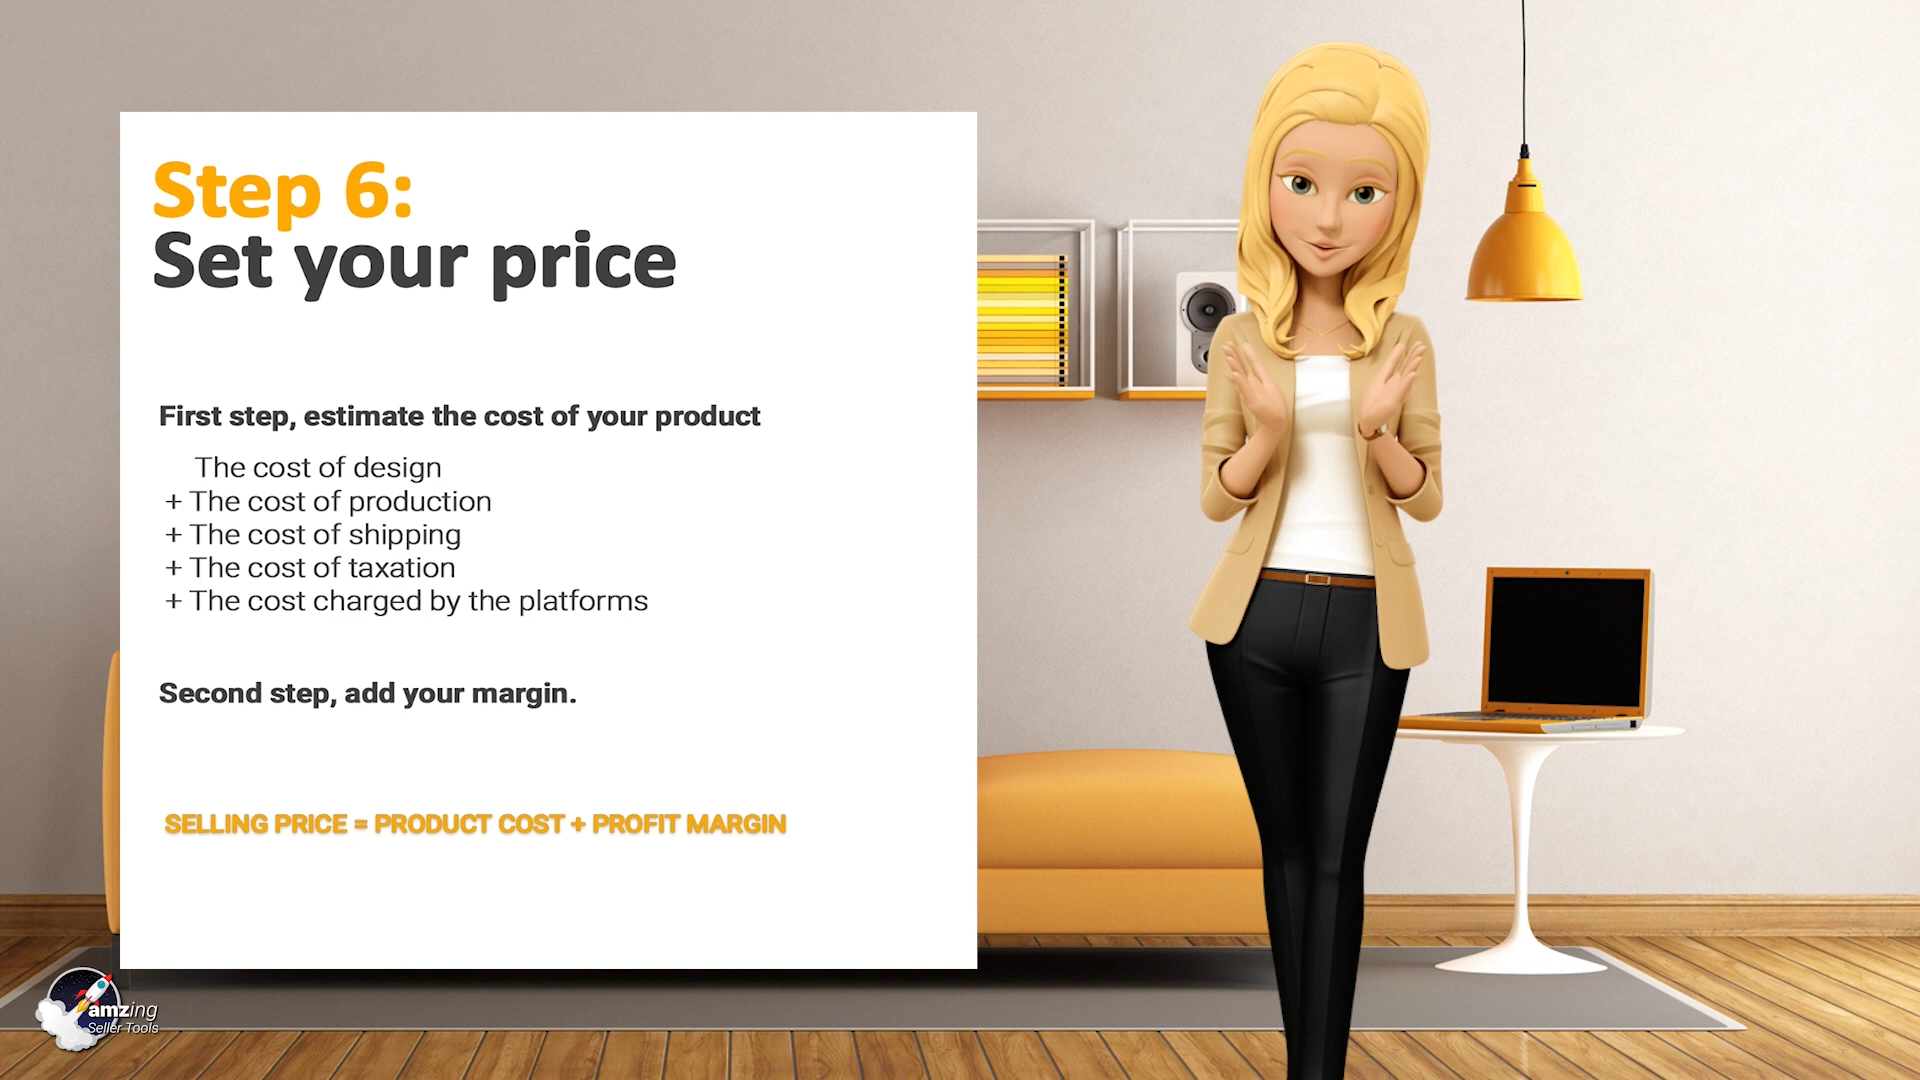 Step 6:
Set your price
First step, estimate the cost of your product
The cost of design
+ The cost of production
+ The cost of shipping
+ The cost of taxation
+ The cost charged by the platforms
Second step, add your margin.
SELLING PRICE = PRODUCT COST + PROFIT MARGIN
amzing
Seller Tools